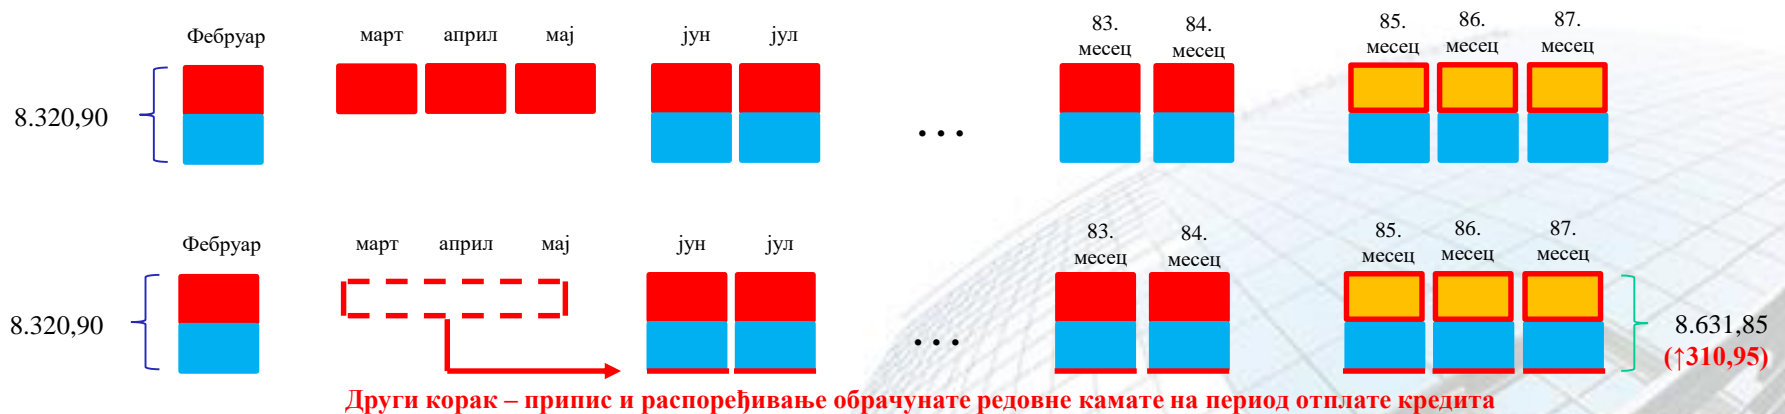 Фебруар март април мај јун јул 83. месец 84. месец 85. месец 86. месец 87. месец
8.320,90
...
Фебруар март април мај јун јул 83. месец 84. месец 85. месец 86. месец 87. месец
8.320,90
...
8.631,85
(↑310,95)
Други корак – припис и распоређивање обрачунате редовне камате на период отплате кредита